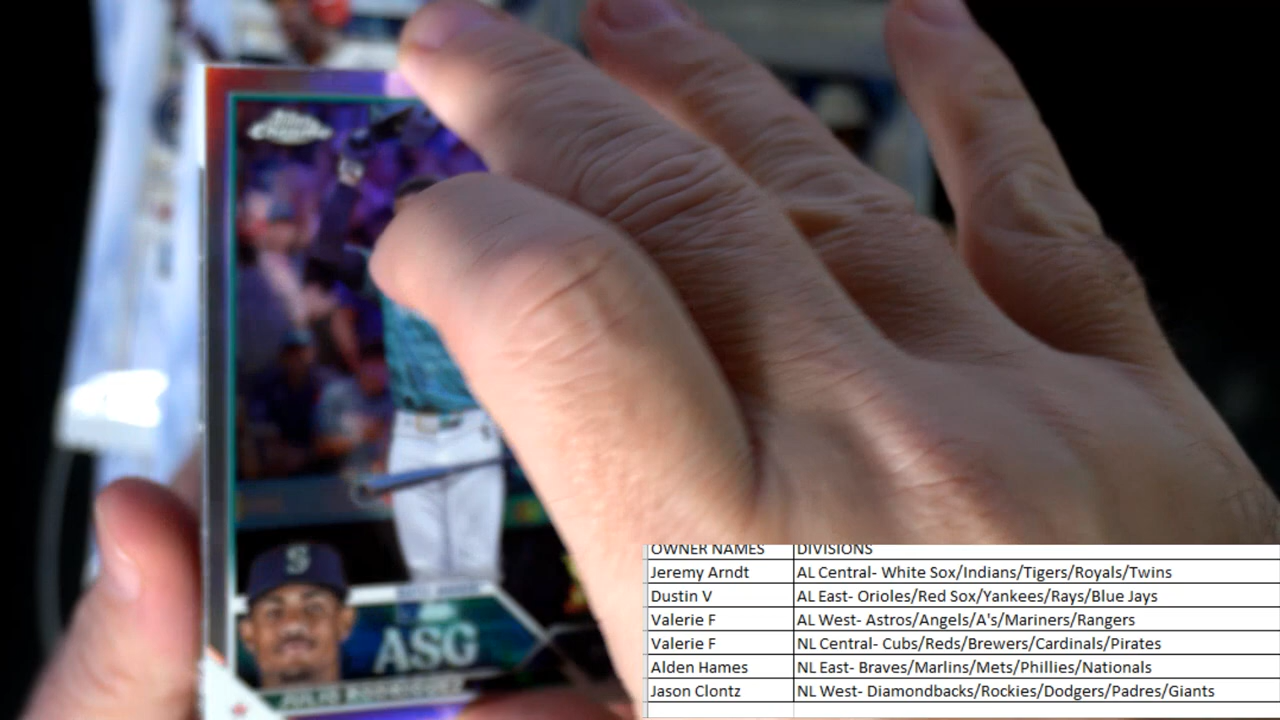 Topps
Chrome
S
ASG
JULIO RODRIGUEZ
OWNER NAMES DIVISIONS
Jeremy Arndt AL Central- White Sox/Indians/Tigers/Royals/Twins
Dustin V AL East- Orioles/Red Sox/Yankees/Rays/Blue Jays
Valerie F AL West- Astros/Angels/A's/Mariners/Rangers
Valerie F NL Central- Cubs/Reds/Brewers/Cardinals/Pirates
Alden Hames NL East- Braves/Marlins/Mets/Phillies/Nationals
Jason Clontz NL West- Diamondbacks/Rockies/Dodgers/Padres/Giants